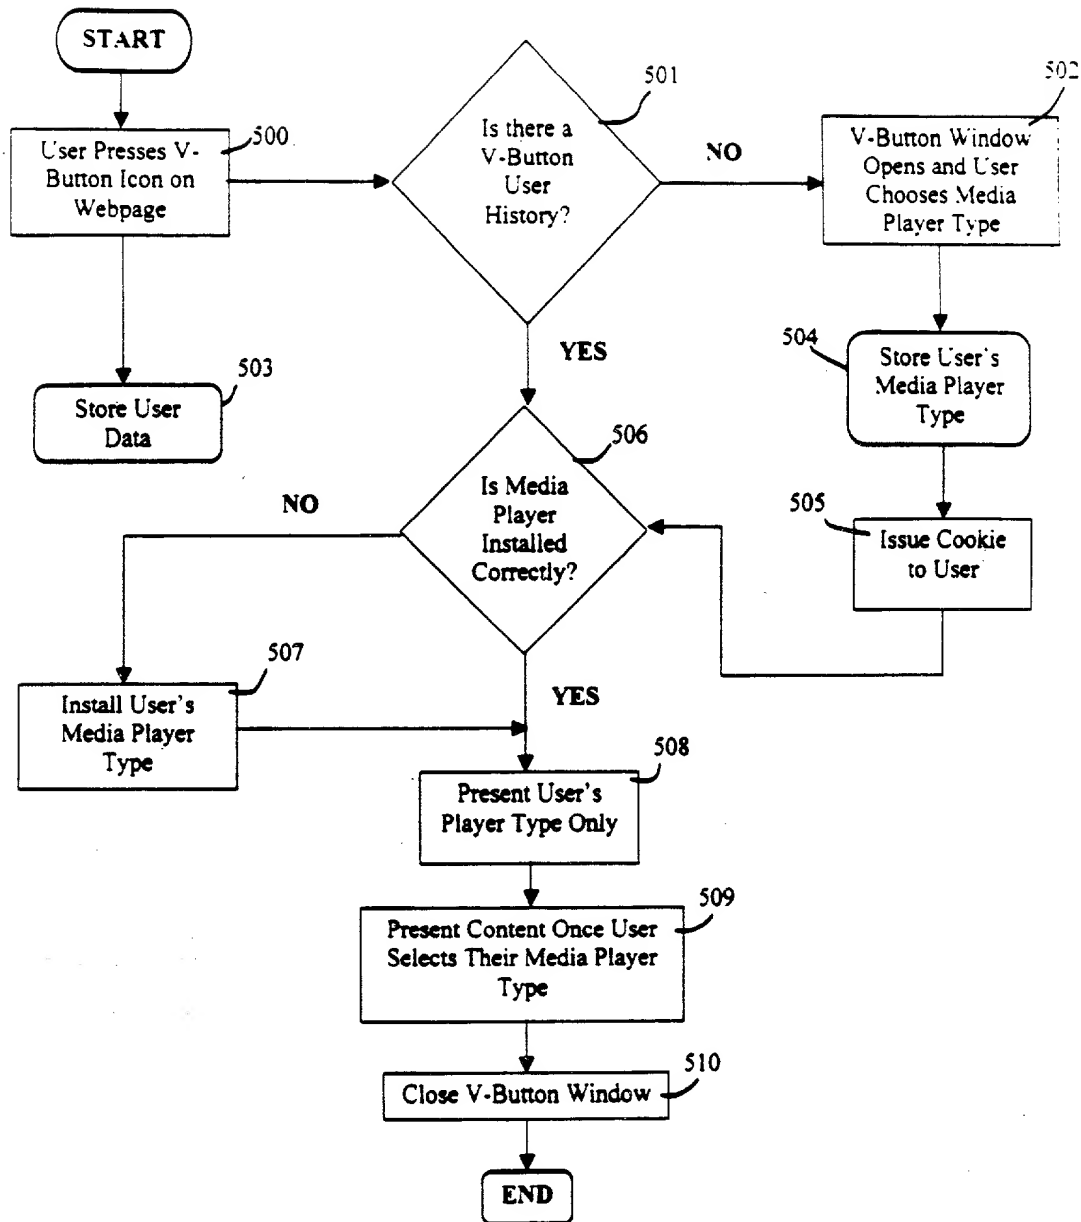 START
500
User Presses V-
Button Icon on
Webpage
501
Is there a
V-Button
User
History?
NO
502
V-Button Window
Opens and User
Chooses Media
Player Type
YES
503
Store User
Data
504
Store User's
Media Player
Type
505
Issue Cookie
to User
506
Is Media
Player
Installed
Correctly?
NO
507
Install User's
Media Player
Type
YES
508
Present User's
Player Type Only
509
Present Content Once User
Selects Their Media Player
Type
510
Close V-Button Window
END